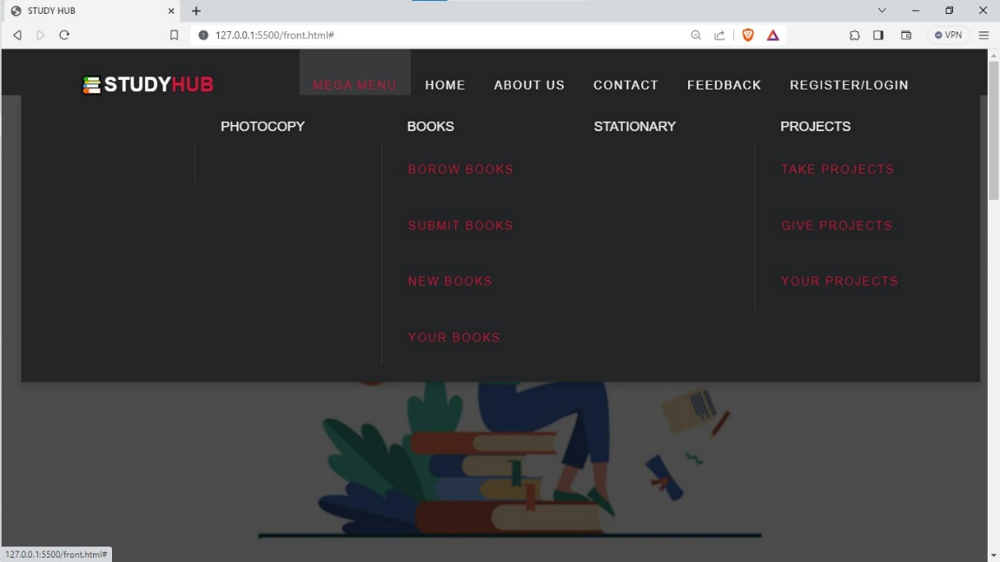 STUDY HUB
127.0.0.1:5500/front.html#
VPN
STUDYHUB
MEGA MENU HOME ABOUT US CONTACT FEEDBACK REGISTER/LOGIN
PHOTOCOPY BOOKS STATIONARY PROJECTS
BOROW BOOKS TAKE PROJECTS
SUBMIT BOOKS GIVE PROJECTS
NEW BOOKS YOUR PROJECTS
YOUR BOOKS
127.0.0.1:5500/front.html#